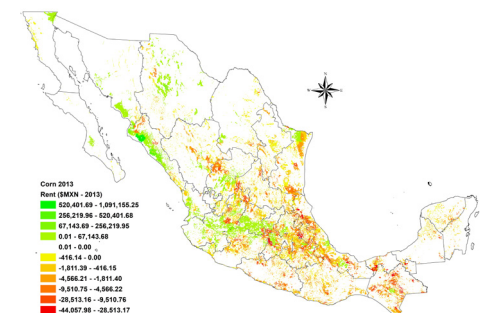 Corn 2013
Rent ($MXN - 2013)
520,401.69 - 1,091,155.25
256,219.96 - 520,401.68
67,143.69 - 256,219.95
0.01 - 67,143.68
0.01 - 0.00
-416.14 - 0.00
-1,811.39 - -416.15
-4,566.21 - -1,811.40
-9,510.75 - -4,566.22
-28,513.16 - -9,510.76
-44,057.98 - -28,513.17